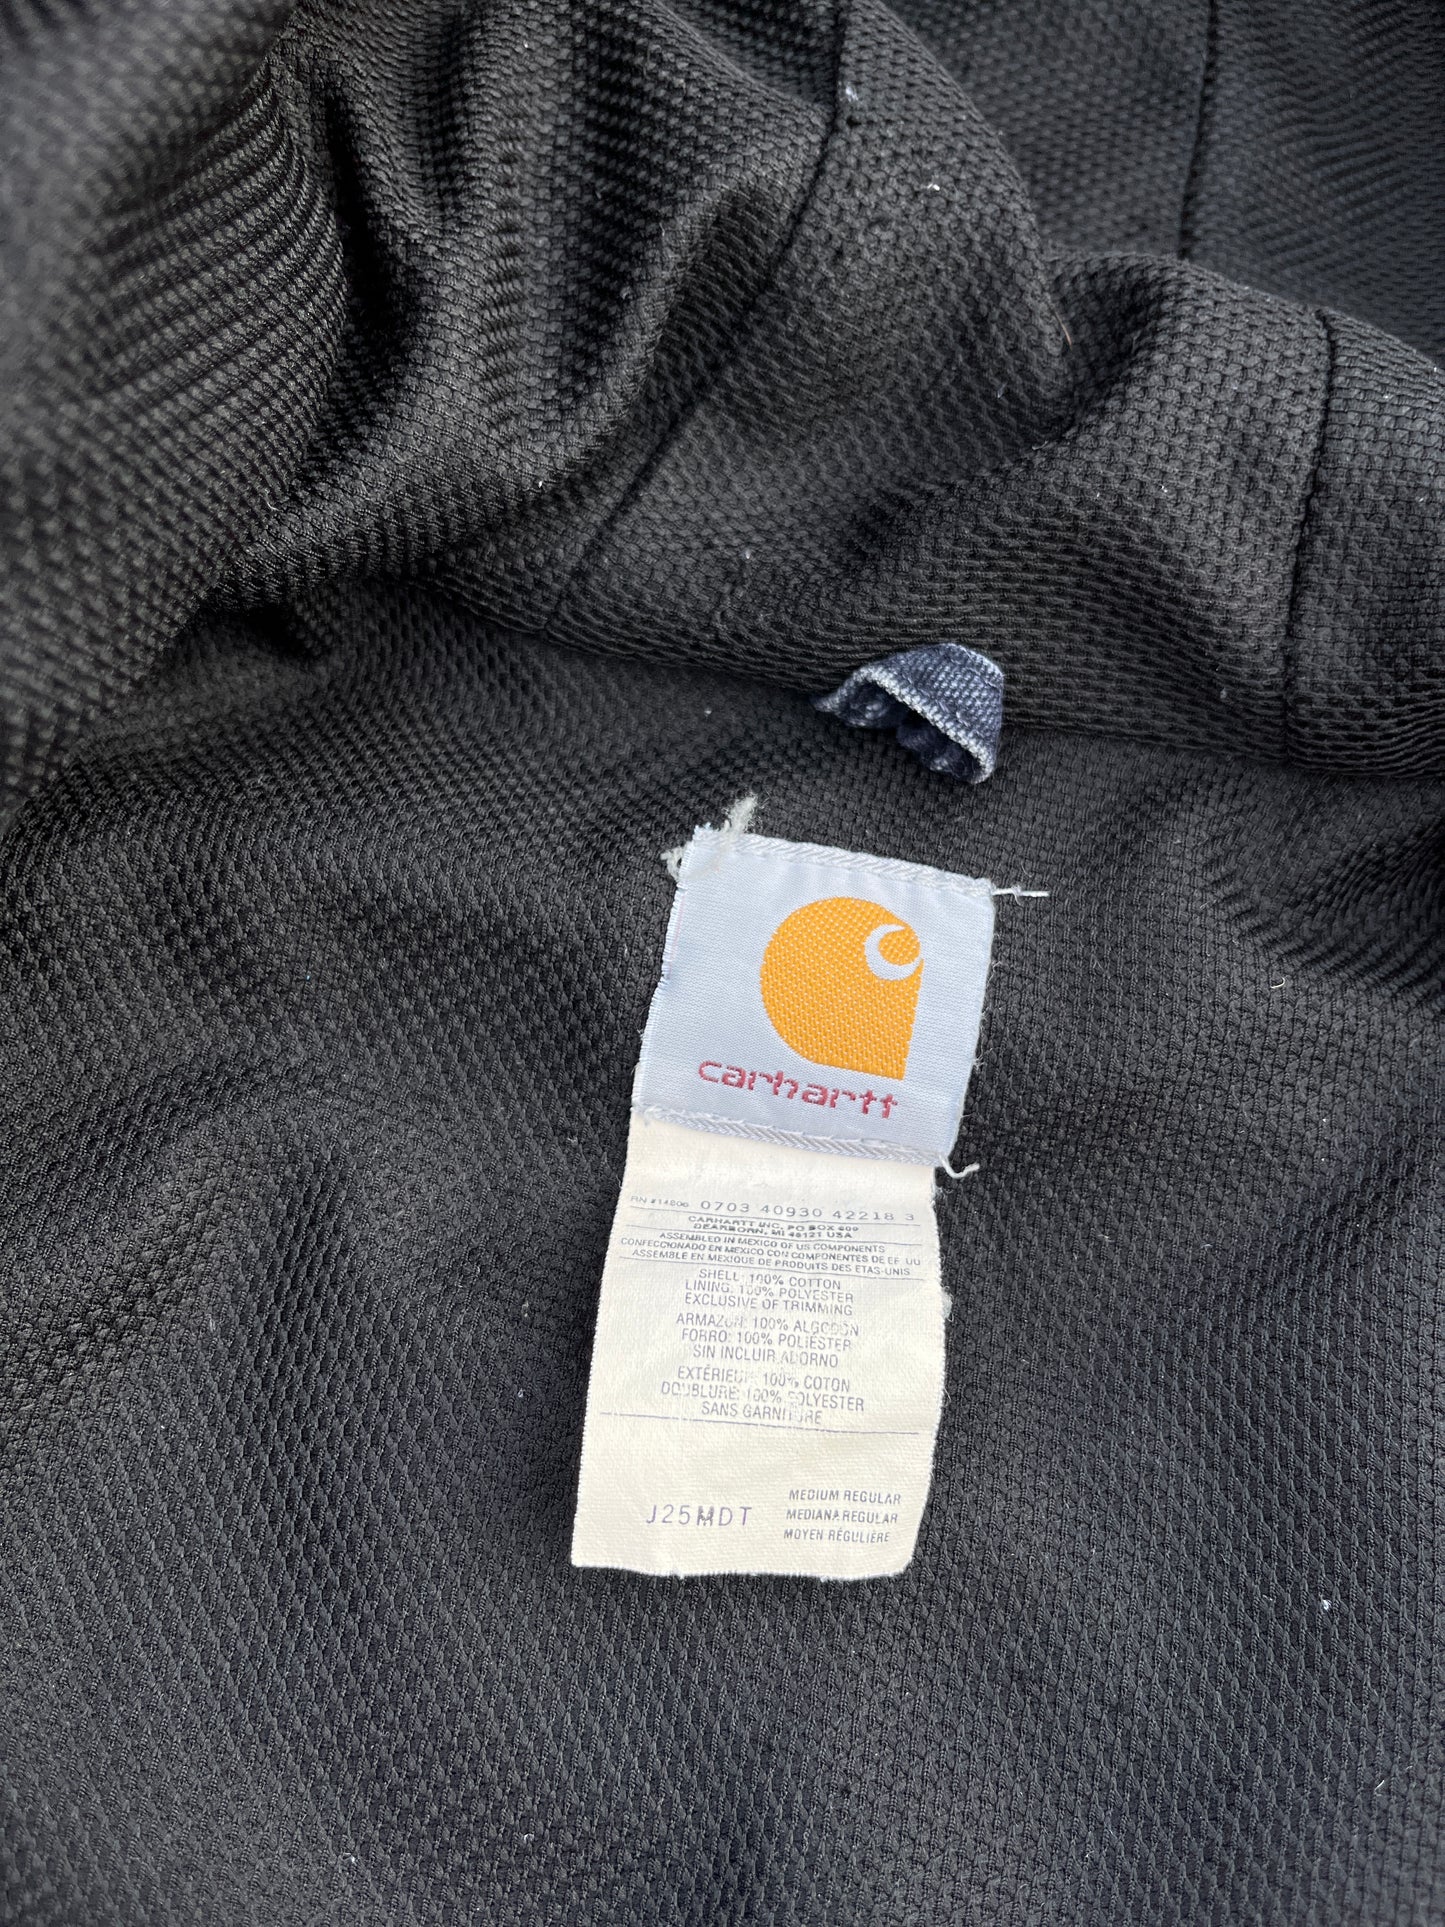 carhartt
RN #14806 0703 40930 42218 3
CARHARTT INC. PO BOX 609
DEARBORN, MI 48121 USA
ASSEMBLED IN MEXICO OF US COMPONENTS
CONFECCIONADO EN MEXICO CON COMPONENTES DE EE UU
ASSEMBLE EN MEXIQUE DE PRODUITS DES ETAS-UNIS
SHELL: 100% COTTON
LINING: 100% POLYESTER
EXCLUSIVE OF TRIMMING
ARMAZON: 100% ALGODON
FORRO: 100% POLIESTER
SIN INCLUIR ADORNO
EXTÉRIEUR: 100% COTON
DOUBLURE: 100% POLYESTER
SANS GARNITURE
J25MDT
MEDIUM REGULAR
MEDIANA REGULAR
MOYEN RÉGULIÈRE